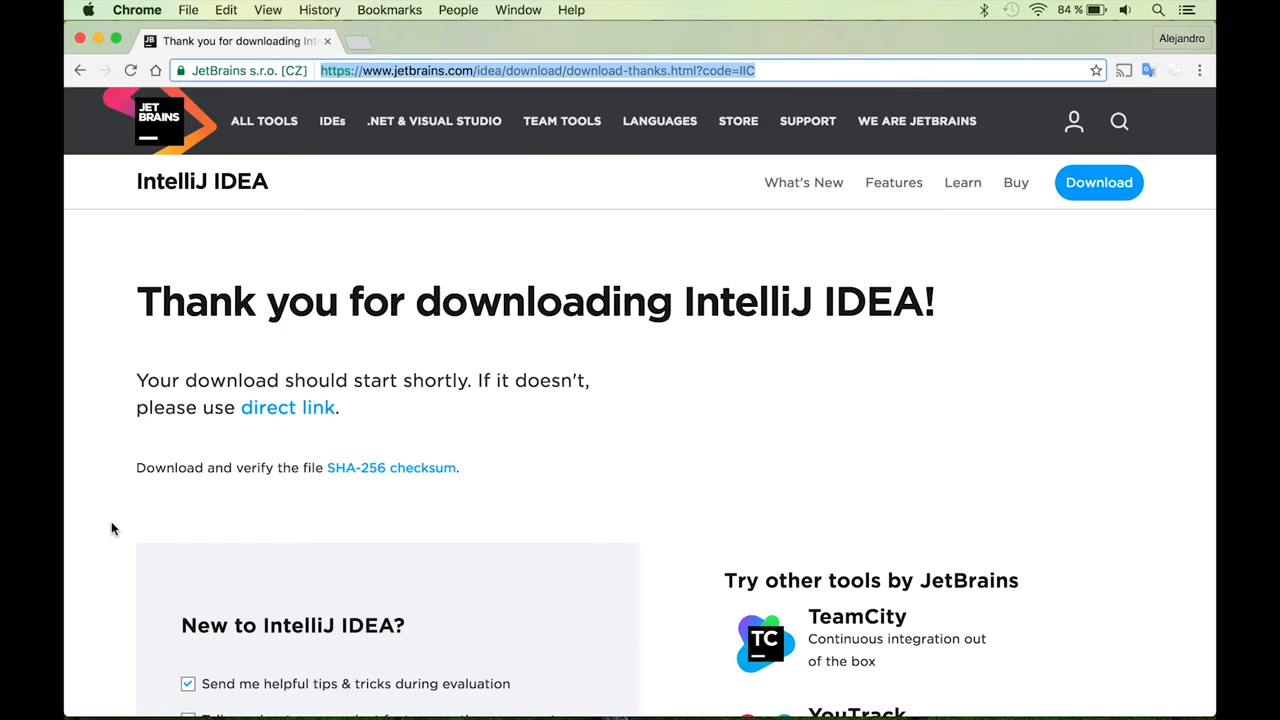 Chrome File Edit View History Bookmarks People Window Help 84 %
JB Thank you for downloading Int × Alejandro
JetBrains s.r.o. [CZ] https://www.jetbrains.com/idea/download/download-thanks.html?code=IIC
JET
BRAINS
ALL TOOLS IDEs .NET & VISUAL STUDIO TEAM TOOLS LANGUAGES STORE SUPPORT WE ARE JETBRAINS
IntelliJ IDEA What's New Features Learn Buy Download
Thank you for downloading IntelliJ IDEA!
Your download should start shortly. If it doesn't,
please use direct link.
Download and verify the file SHA-256 checksum.
New to IntelliJ IDEA?
Send me helpful tips & tricks during evaluation
Try other tools by JetBrains
TC
TeamCity
Continuous integration out
of the box
YouTrack